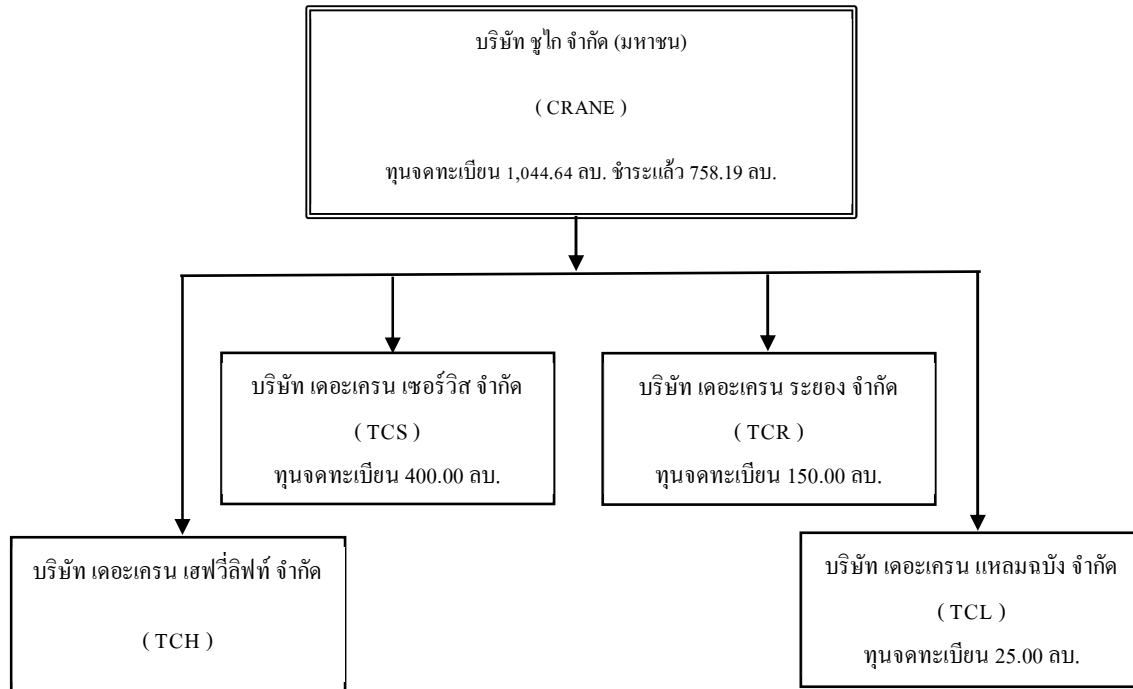 บริษัท ชูไก จำกัด (มหาชน)
( CRANE )
ทุนจดทะเบียน 1,044.64 ลบ. ชำระแล้ว 758.19 ลบ.
บริษัท เดอะเครน เซอร์วิส จำกัด
( TCS )
ทุนจดทะเบียน 400.00 ลบ.
บริษัท เดอะเครน ระยอง จำกัด
( TCR )
ทุนจดทะเบียน 150.00 ลบ.
บริษัท เดอะเครน เฮฟวี่ลิฟท์ จำกัด
( TCH )
บริษัท เดอะเครน แหลมฉบัง จำกัด
( TCL )
ทุนจดทะเบียน 25.00 ลบ.